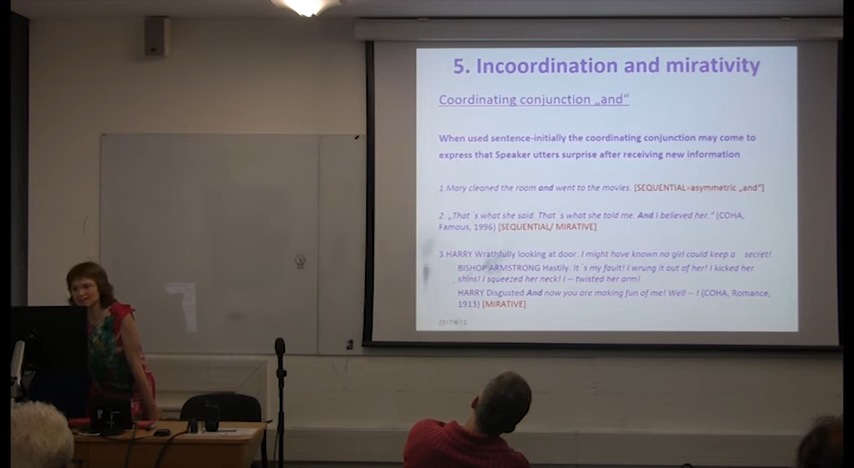 5. Incoordination and mirativity
Coordinating conjunction „and"
When used sentence-initially the coordinating conjunction may come to
express that Speaker utters surprise after receiving new information
1.Mary cleaned the room and went to the movies. [SEQUENTIAL=asymmetric „and"]
2. „That´s what she said. That´s what she told me. And I believed her." (COHA,
Famous, 1996) [SEQUENTIAL/ MIRATIVE]
3.HARRY Wrathfully looking at door. I might have known no girl could keep a secret!
BISHOP ARMSTRONG Hastily. It´s my fault! I wrung it out of her! I kicked her
shins! I squeezed her neck! I -- twisted her arm!
HARRY Disgusted And now you are making fun of me! Well -- ! (COHA, Romance,
1913) [MIRATIVE]